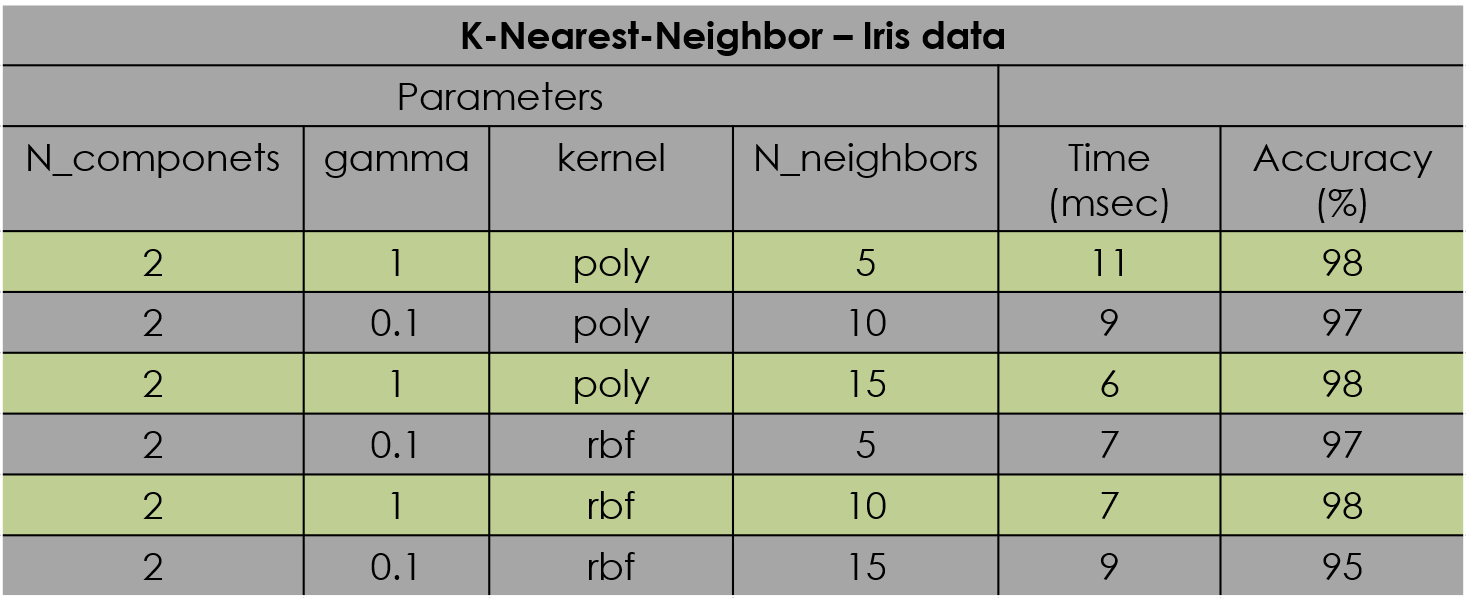 K-Nearest-Neighbor – Iris data
Parameters
N_componets gamma kernel N_neighbors Time (msec) Accuracy (%)
2 1 poly 5 11 98
2 0.1 poly 10 9 97
2 1 poly 15 6 98
2 0.1 rbf 5 7 97
2 1 rbf 10 7 98
2 0.1 rbf 15 9 95